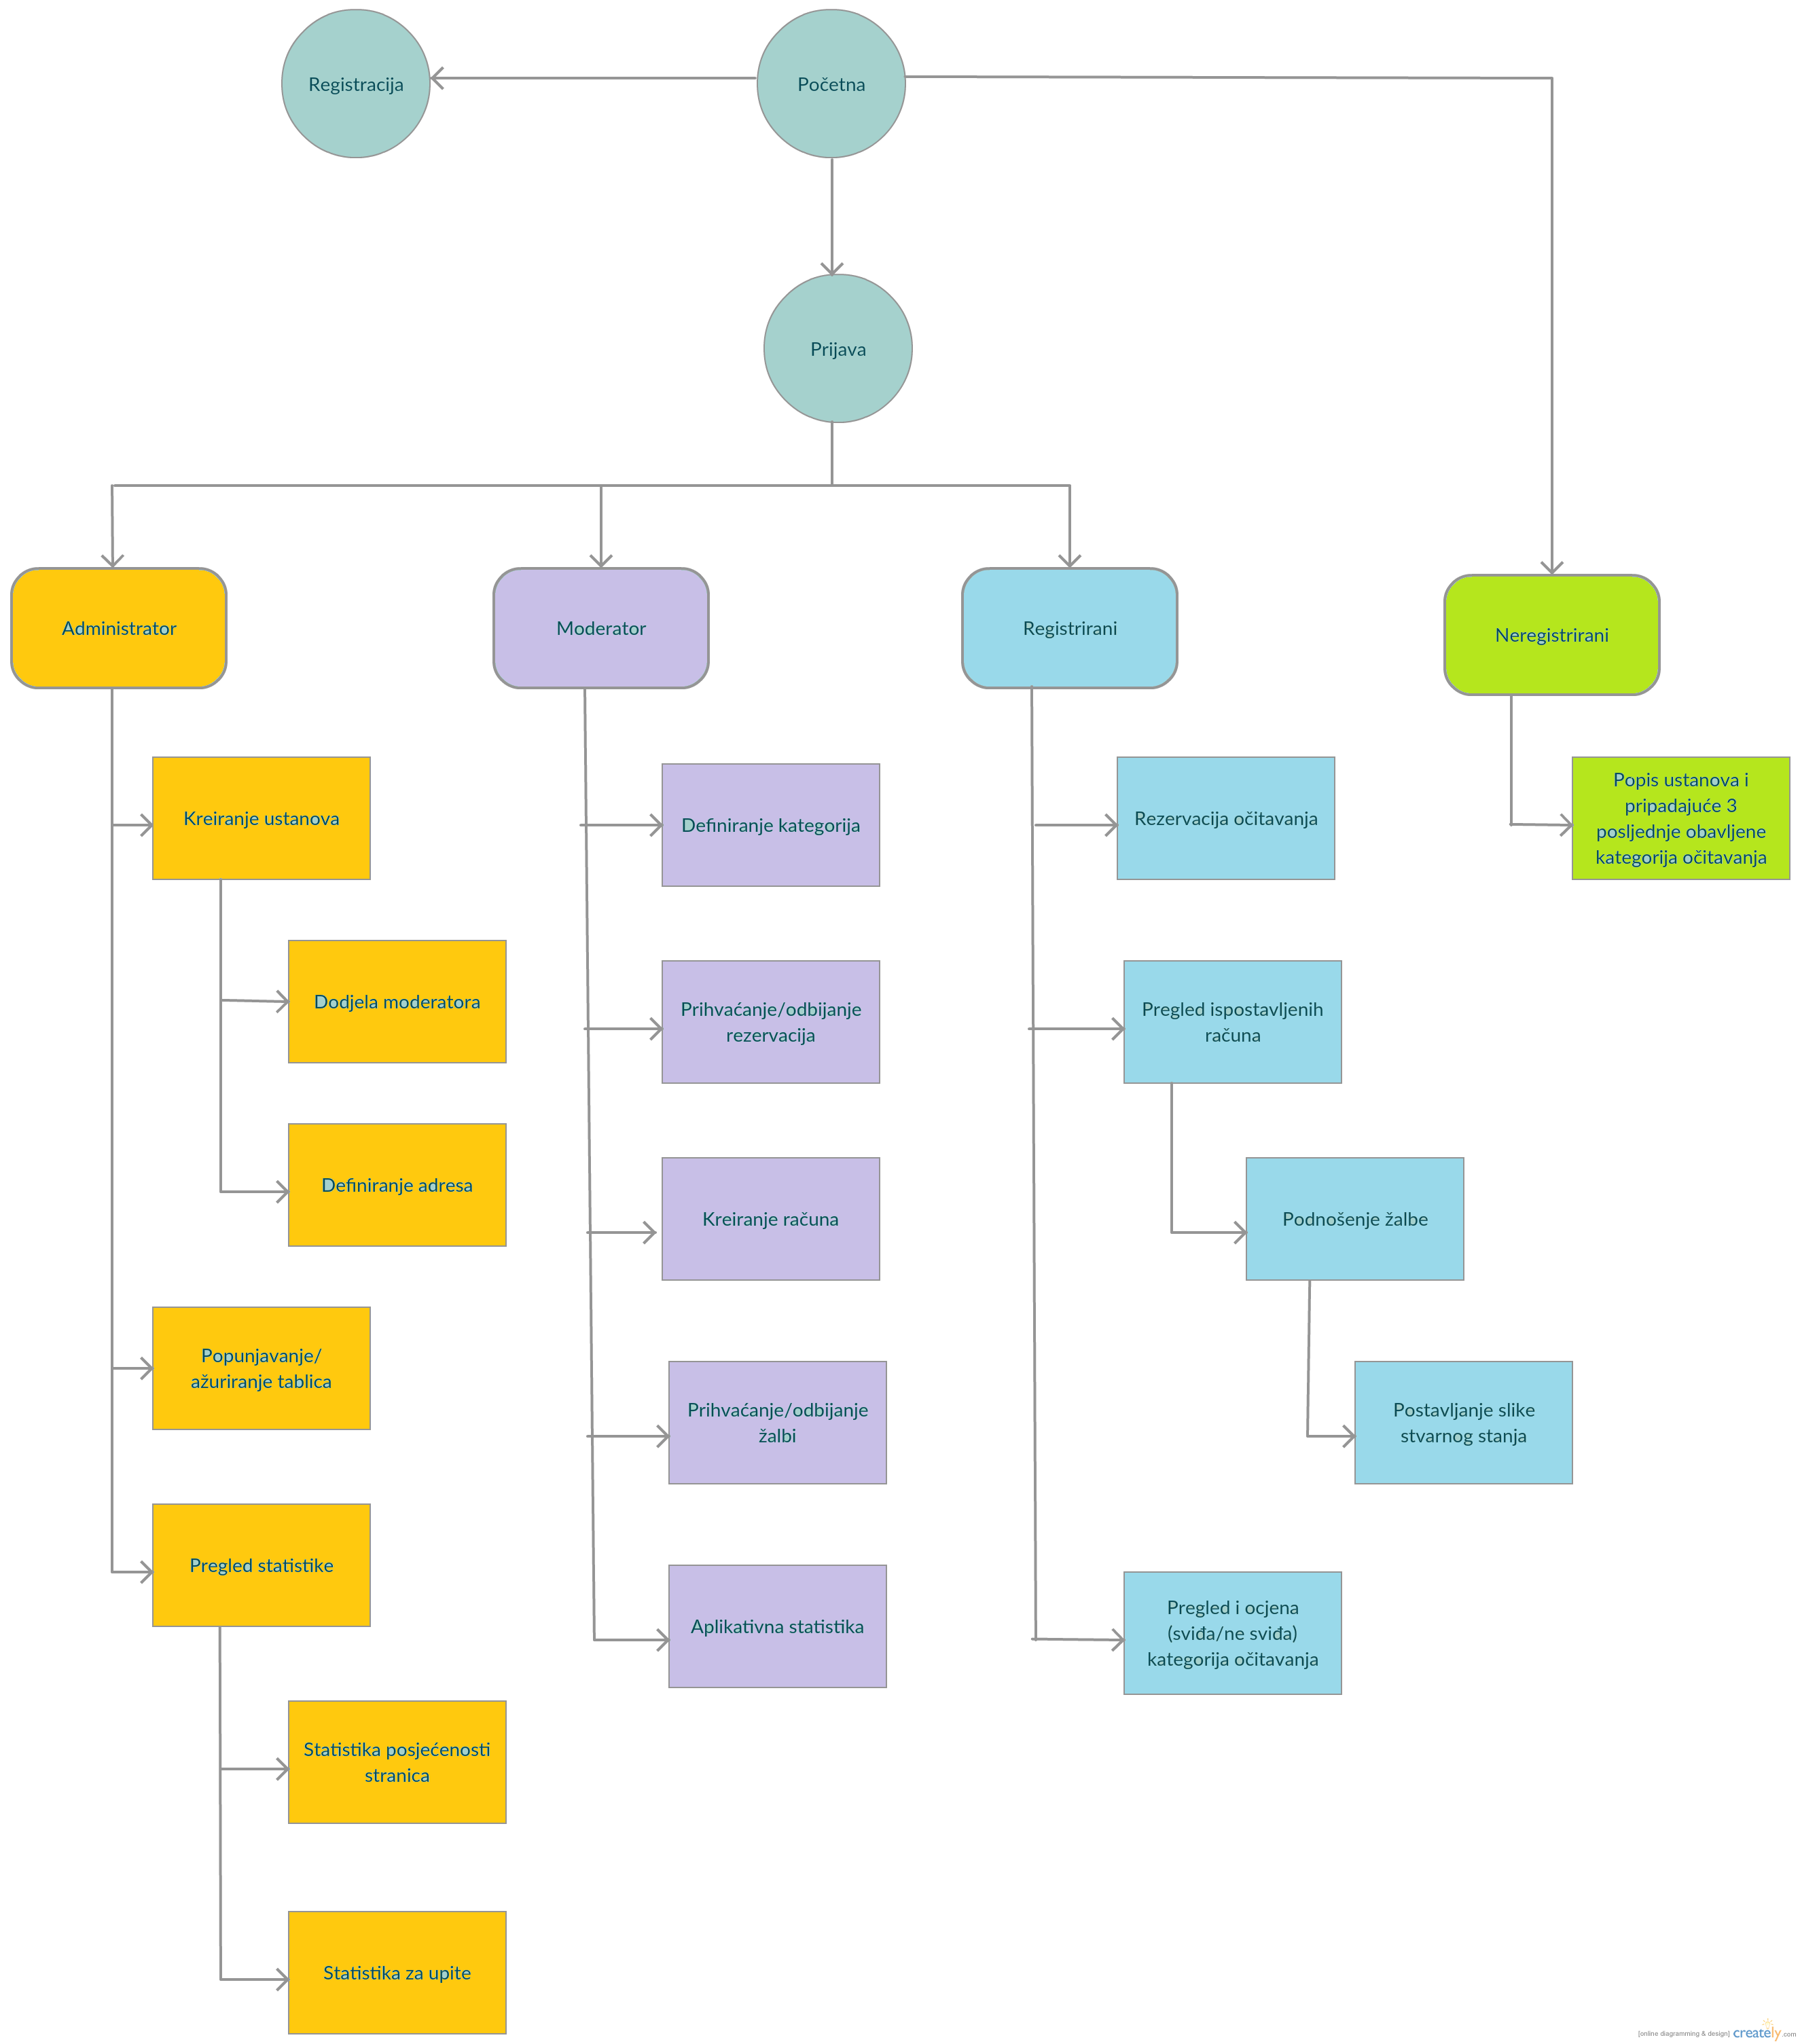 Registracija
Početna
Prijava
Administrator
Moderator
Registrirani
Neregistrirani
Kreiranje ustanova
Dodjela moderatora
Definiranje adresa
Popunjavanje/
ažuriranje tablica
Pregled statistike
Statistika posjećenosti
stranica
Statistika za upite
Definiranje kategorija
Prihvaćanje/odbijanje
rezervacija
Kreiranje računa
Prihvaćanje/odbijanje
žalbi
Aplikativna statistika
Rezervacija očitavanja
Pregled ispostavljenih
računa
Podnošenje žalbe
Postavljanje slike
stvarnog stanja
Pregled i ocjena
(sviđa/ne sviđa)
kategorija očitavanja
Popis ustanova i
pripadajuće 3
posljednje obavljene
kategorija očitavanja
[online diagramming & design] creately.com